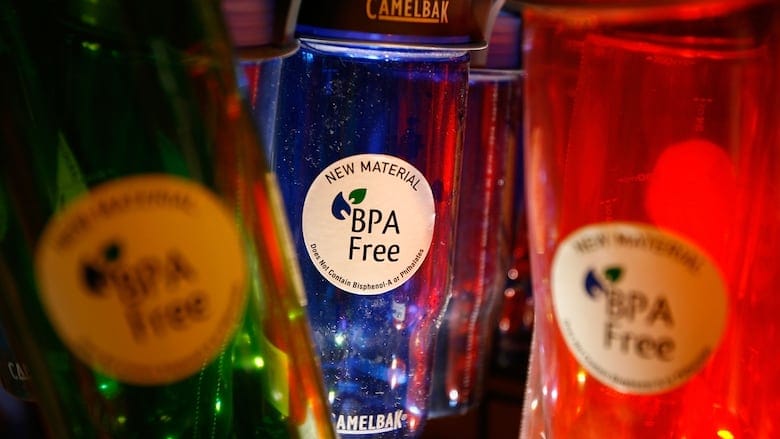 CAMELBAK
NEW MATERIAL
BPA
Free
Does Not Contain Bisphenol-A or Phthalates
CAMELBAK®
NEW MATERIAL
BPA
Free
NEW MATERIAL
BPA
Free